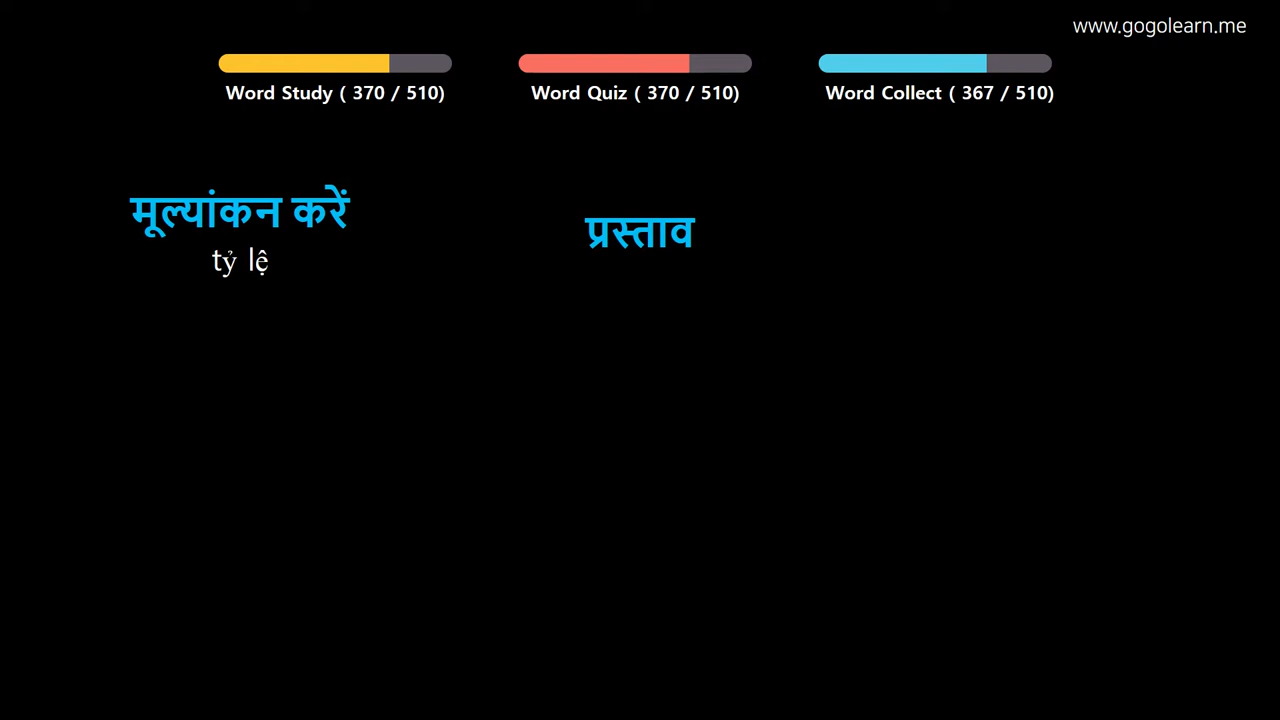 www.gogolearn.me
Word Study ( 370 / 510)
Word Quiz ( 370 / 510)
Word Collect ( 367 / 510)
मूल्यांकन करें
tỷ lệ
प्रस्ताव